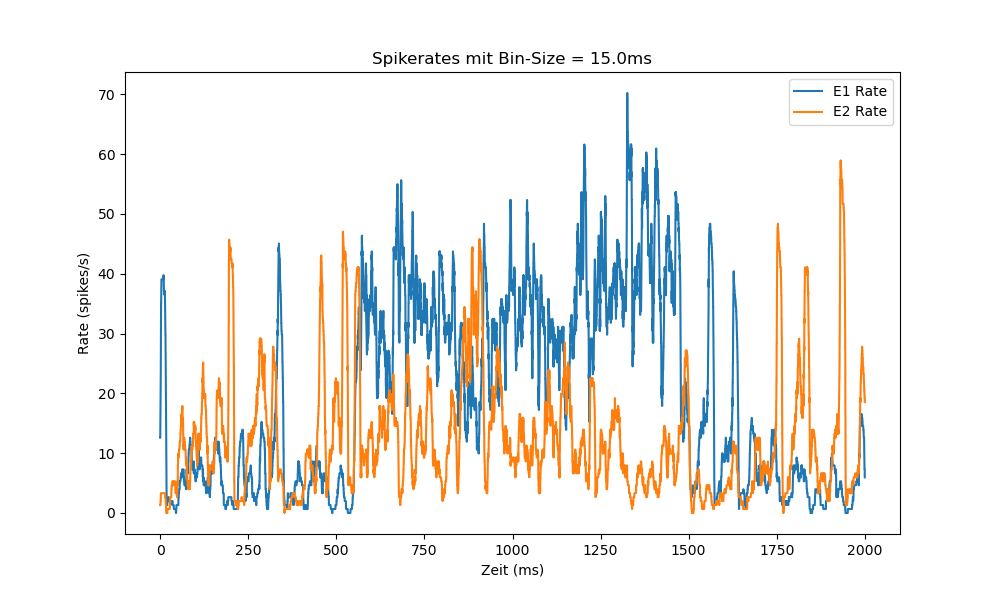 Spikerates mit Bin-Size = 15.0ms
E1 Rate
E2 Rate
Rate (spikes/s)
70
60
50
40
30
20
10
0
0 250 500 750 1000 1250 1500 1750 2000
Zeit (ms)